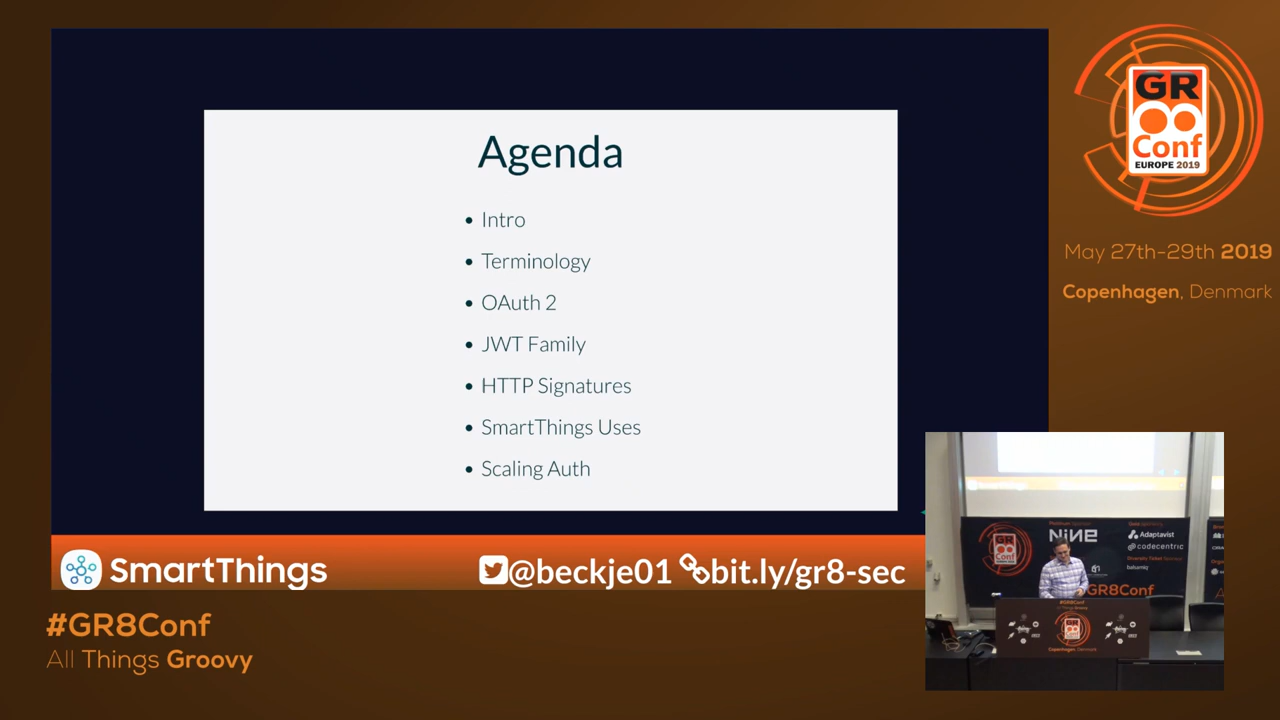 Agenda
Intro
Terminology
OAuth 2
JWT Family
HTTP Signatures
SmartThings Uses
Scaling Auth
SmartThings
@beckje01 bit.ly/gr8-sec
#GR8Conf
All Things Groovy
GR
Conf
EUROPE 2019
May 27th-29th 2019
Copenhagen, Denmark
NINE
Adaptavist
codecentric
GR8Conf